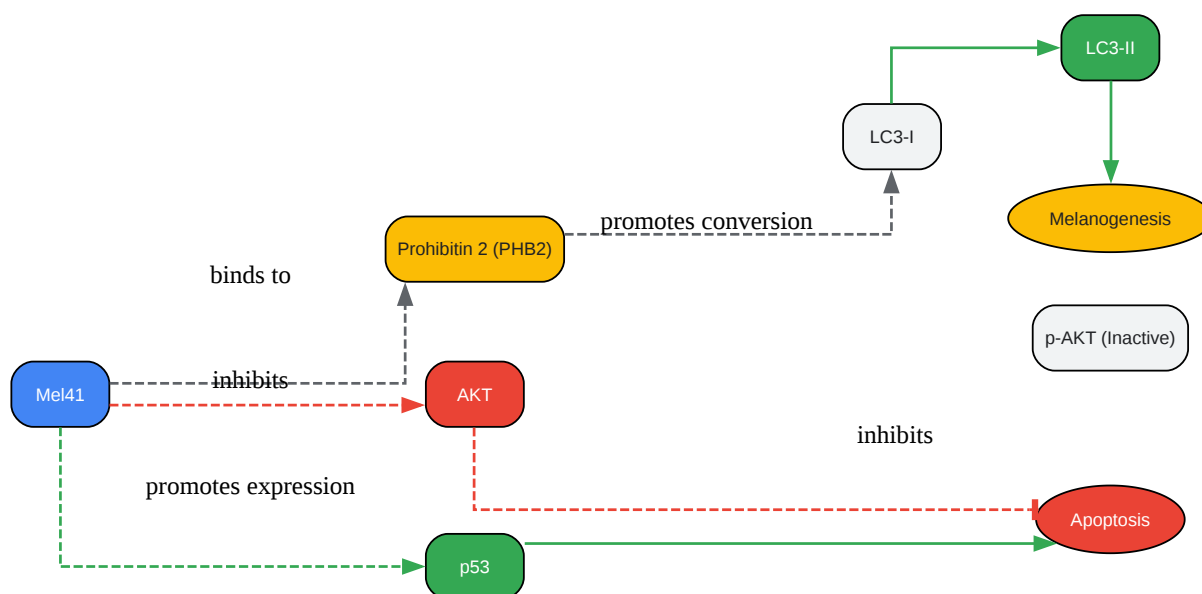 LC3-II
LC3-I
Melanogenesis
promotes conversion
Prohibitin 2 (PHB2)
binds to
p-AKT (Inactive)
inhibits
Mel41
AKT
inhibits
promotes expression
Apoptosis
p53